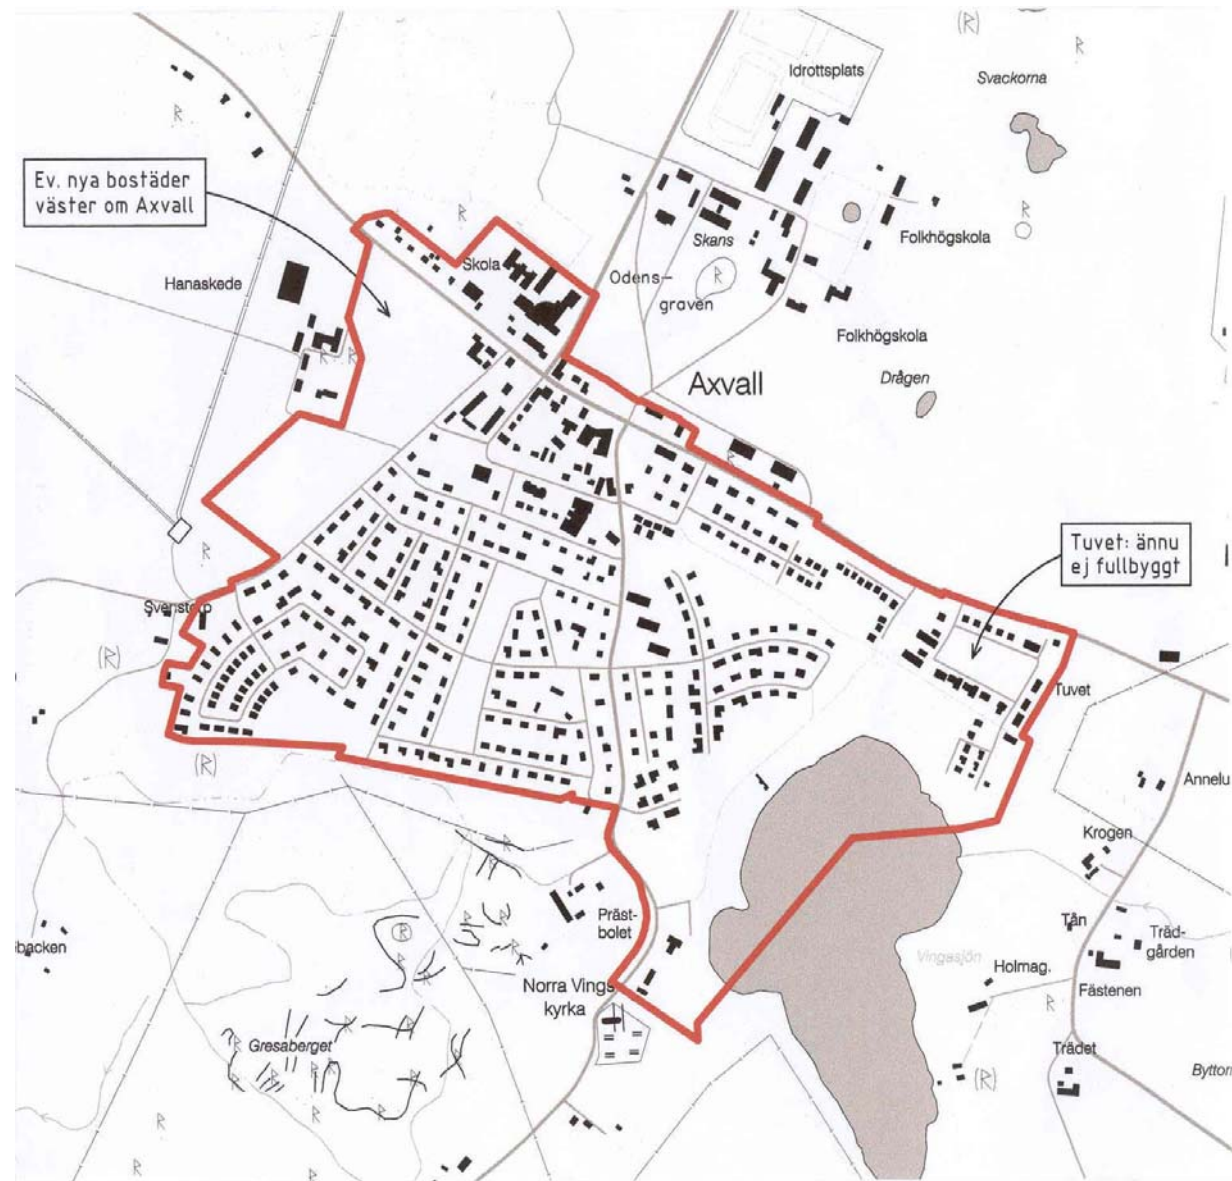 (R)
R
Idrottsplats
Svackorna
R
Ev. nya bostäder
väster om Axvall
R
R
Skans
Folkhögskola
Skola
Odens-
graven
R
Hanaskede
Folkhögskola
R
R
Axvall
Drågen
R
R
Tuvet: ännu
ej fullbyggt
Svenstorp
(R)
Tuvet
(R)
Annelu
Krogen
R
R
Präst-
bolet
Tån
Träd-
gården
R
R
R
backen
Vingasjön
Holmag.
Norra Vings
kyrka
Fästenen
R
Gresaberget
Trädet
(R)
Byttor
R
R
R
R